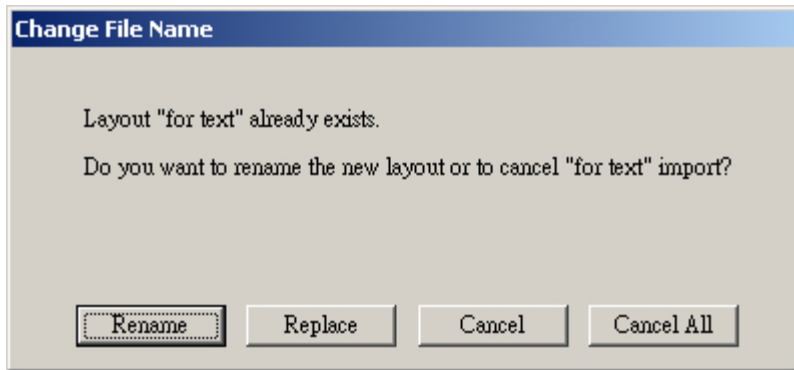 Change File Name
Layout "for text" already exists.
Do you want to rename the new layout or to cancel "for text" import?
Rename Replace Cancel Cancel All